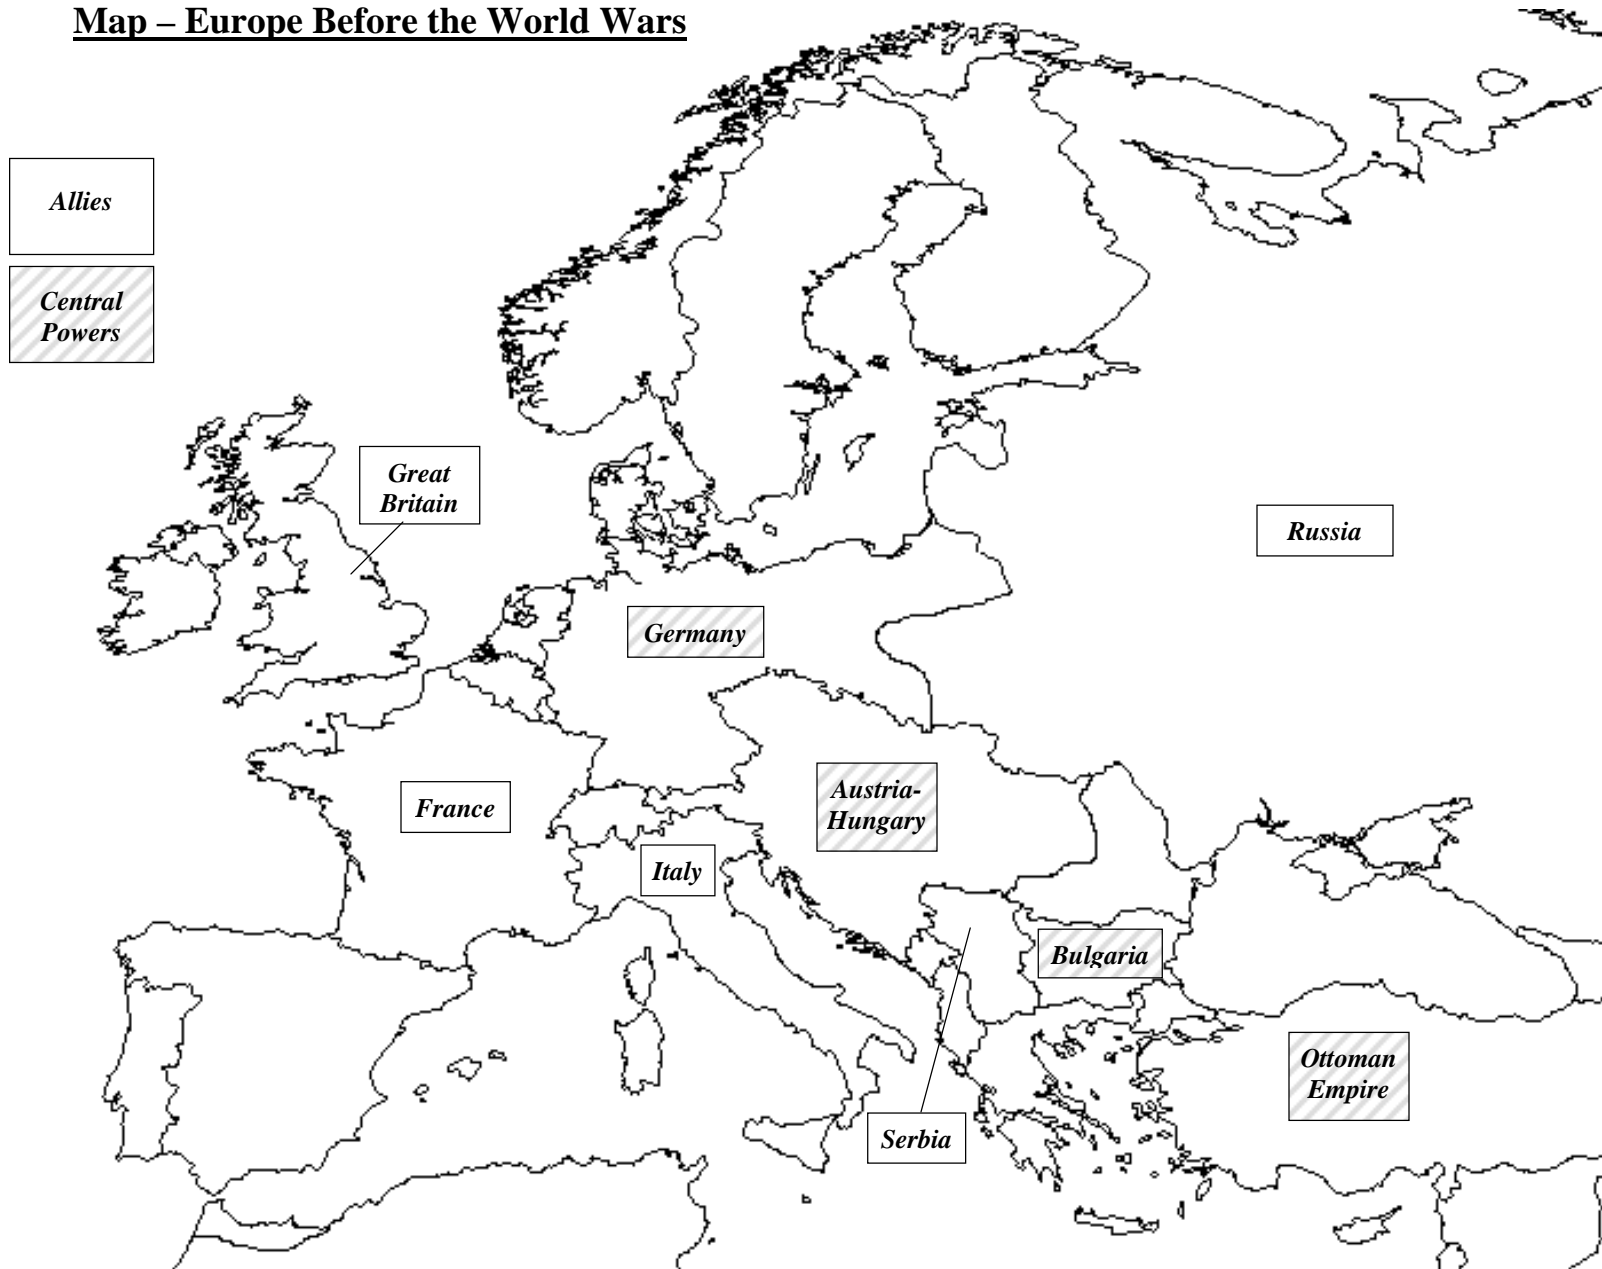 Map – Europe Before the World Wars
Allies
Central
Powers
Great
Britain
Russia
Germany
Austria-
Hungary
France
Italy
Bulgaria
Ottoman
Empire
Serbia